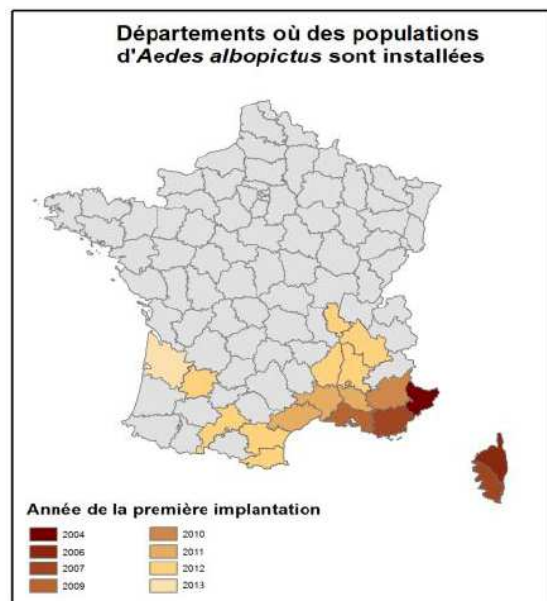 Départements où des populations
d'Aedes albopictus sont installées
Année de la première implantation
2004
2006
2007
2009
2010
2011
2012
2013